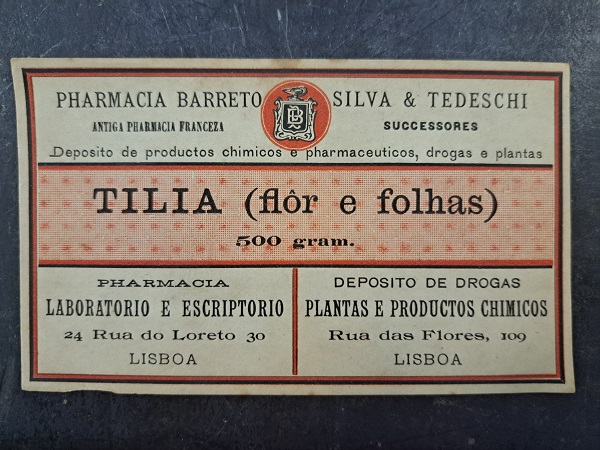 PHARMACIA BARRETO SILVA & TEDESCHI
ANTIGA PHARMACIA FRANCEZA SUCCESSORES
Deposito de productos chimicos e pharmaceuticos, drogas e plantas
TILIA (flôr e folhas)
500 gram.
PHARMACIA
LABORATORIO E ESCRIPTORIO
24 Rua do Loreto 30
LISBOA
DEPOSITO DE DROGAS
PLANTAS E PRODUCTOS CHIMICOS
Rua das Flores, 109
LISBOA